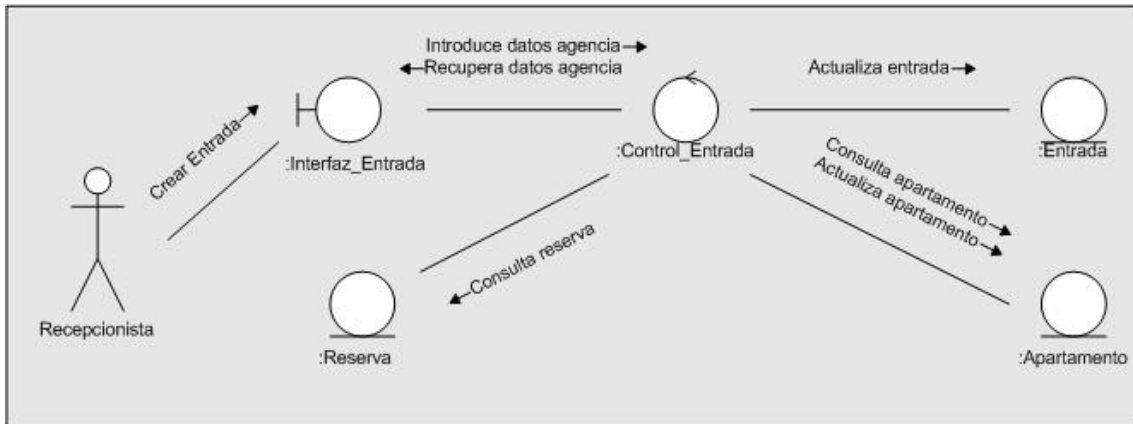 Introduce datos agencia
Recupera datos agencia
Actualiza entrada
Crear Entrada
:Interfaz_Entrada
:Control_Entrada
:Entrada
Consulta apartamento
Actualiza apartamento
Consulta reserva
Recepcionista
:Reserva
:Apartamento